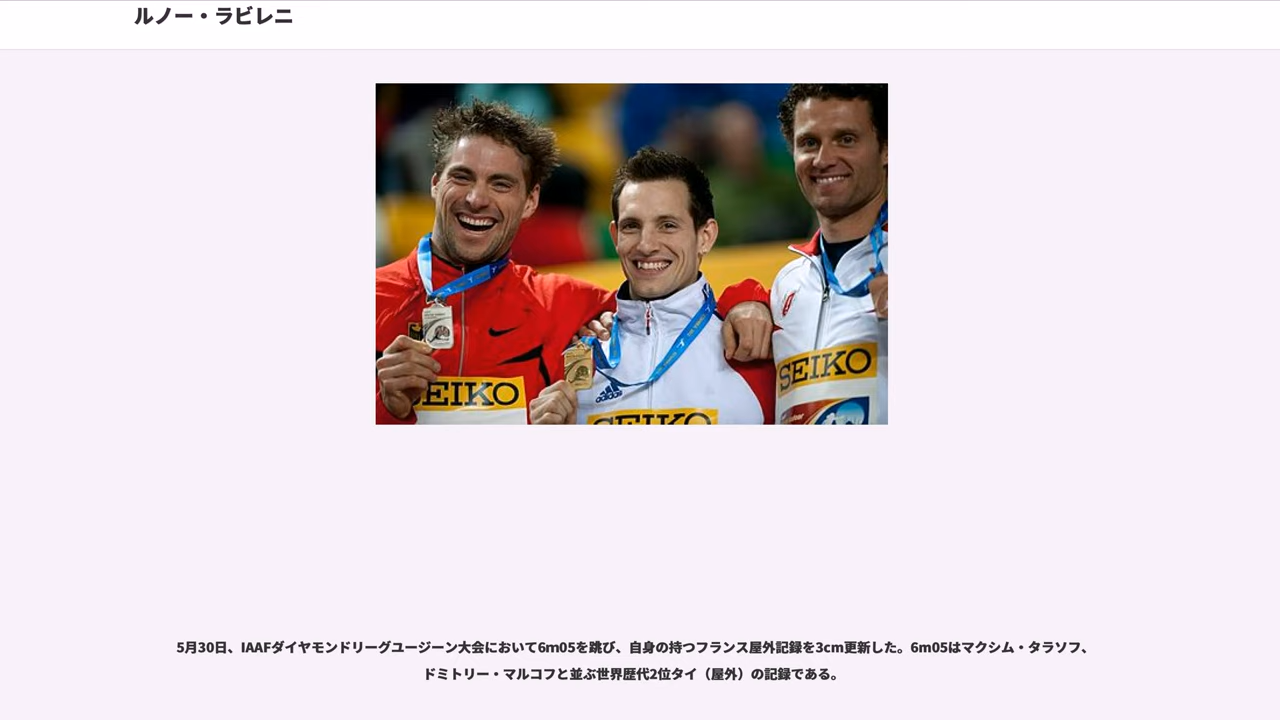 ルノー・ラビレニ
SEIKO
SEIKO
SEIKO
adidas
5月30日、IAAFダイヤモンドリーグユージーン大会において6m05を跳び、自身の持つフランス屋外記録を3cm更新した。6m05はマクシム・タラソフ、
ドミトリー・マルコフと並ぶ世界歴代2位タイ（屋外）の記録である。